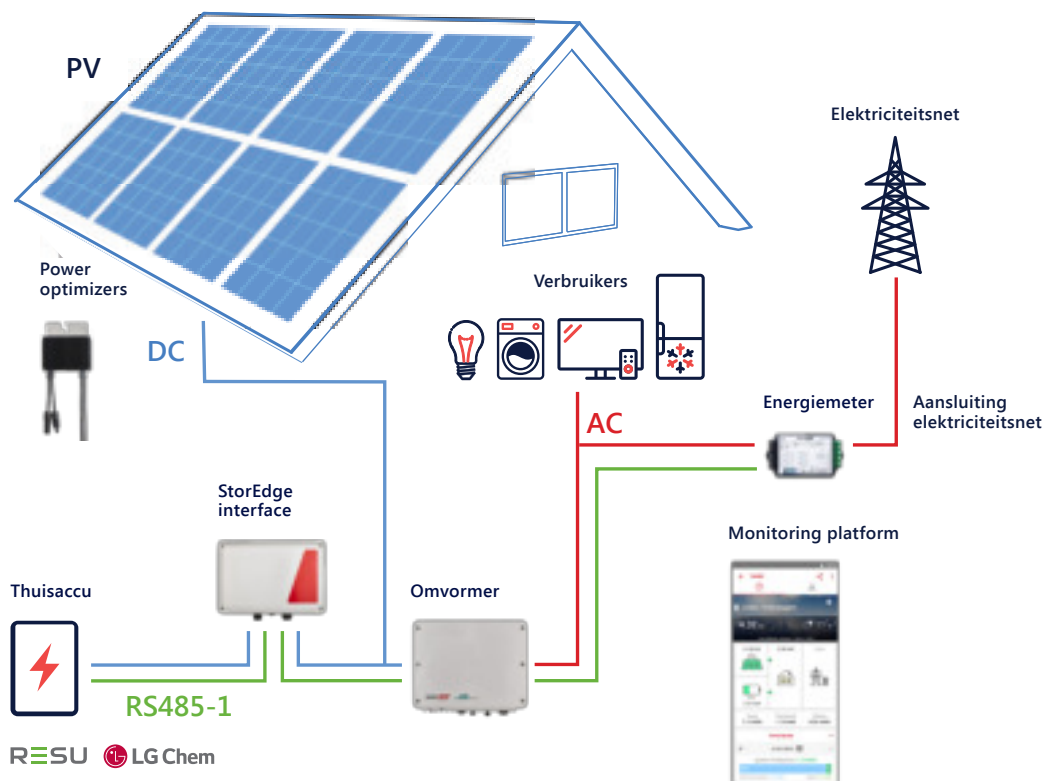 PV
Elektriciteitsnet
Power
optimizers
Verbruikers
DC
AC
Energiemeter
Aansluiting
elektriciteitsnet
StorEdge
interface
Monitoring platform
Thuisaccu
Omvormer
RS485-1
RESU
LG Chem